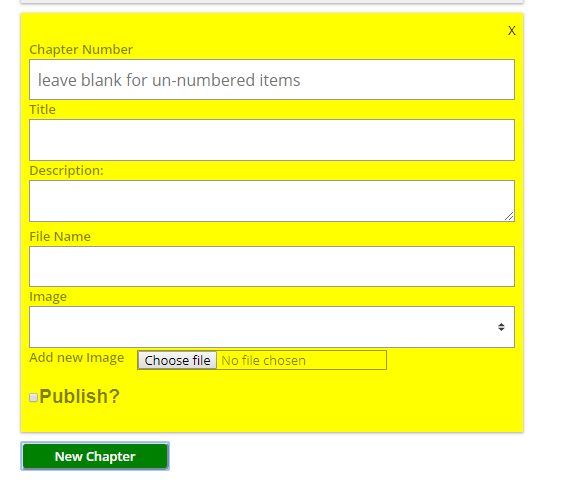 X
Chapter Number
leave blank for un-numbered items
Title
Description:
File Name
Image
Add new Image Choose file No file chosen
Publish?
New Chapter